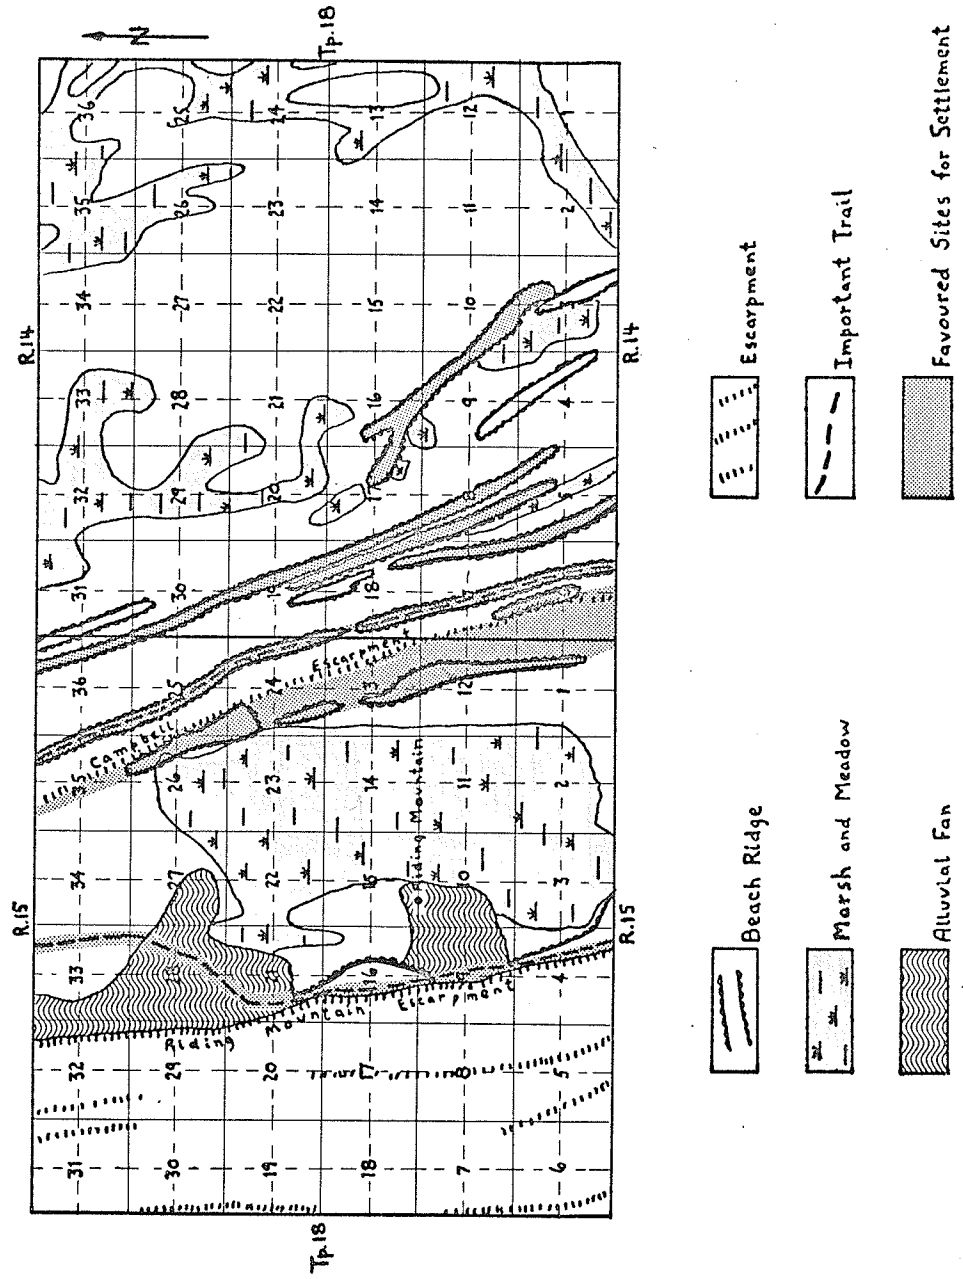 N
R.15 R.14
31 32 33 34 35 36 31 32 33 34 35 36
Campbell Escarpment
30 29 28 27 26 25 30 29 28 27 26 25
19 20 21 22 23 24 19 20 21 22 23 24
Riding Mountain Escarpment
Tp.18 Tp.18
18 17 16 15 14 13 18 17 16 15 14 13
Riding Mountain
7 8 9 10 11 12 7 8 9 10 11 12
6 5 4 3 2 1 5 4 3 2 1
R.15 R.14
Beach Ridge
Escarpment
Marsh and Meadow
Important Trail
Alluvial Fan
Favoured Sites for Settlement